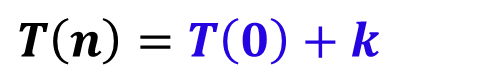 T(n) = T(0) + k